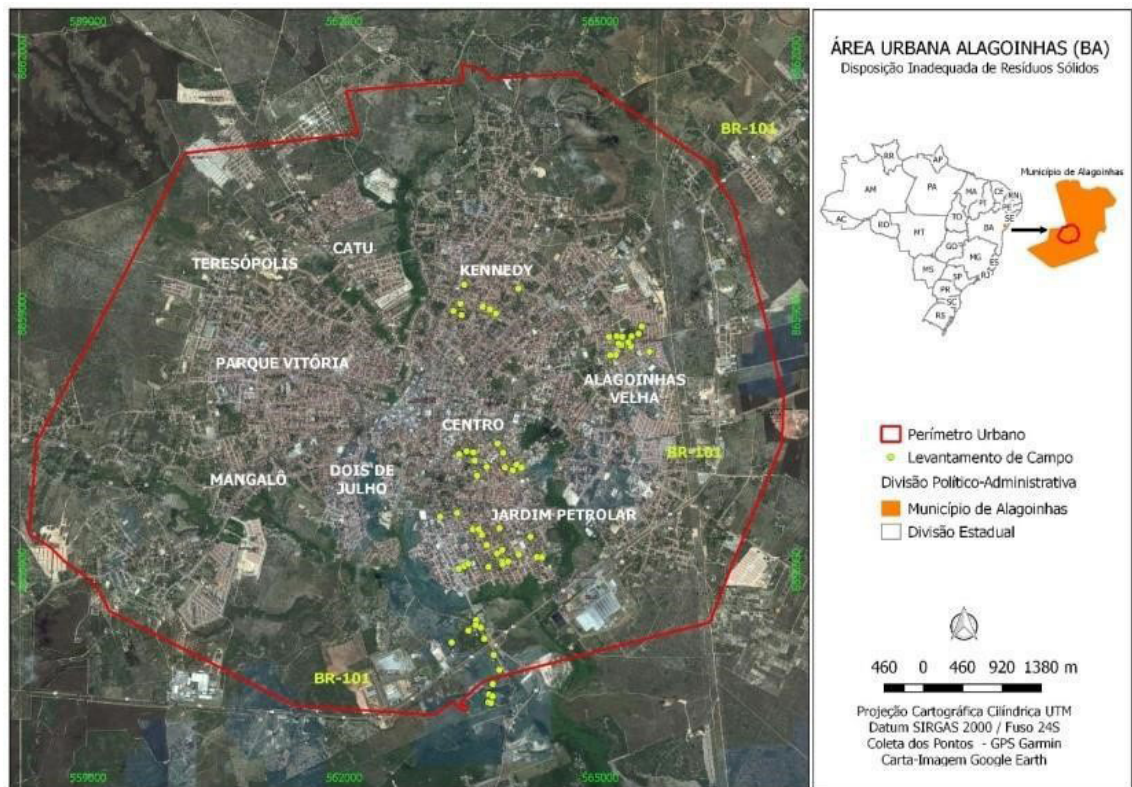 559000
562000
565000
8662000
8662000
BR-101
CATU
TERESÓPOLIS
KENNEDY
8659000
8659000
PARQUE VITÓRIA
ALAGOINHAS
VELHA
CENTRO
BR-101
MANGALÔ
DOIS DE
JULHO
JARDIM PETROLAR
BR-101
559000
562000
565000
ÁREA URBANA ALAGOINHAS (BA)
Disposição Inadequada de Resíduos Sólidos
Município de Alagoinhas
RR
AP
AM
PA
MA
CE
RN
PI
PE
SE
AC
RO
TO
BA
MT
GO
MG
ES
MS
SP
RJ
PR
SC
RS
Perímetro Urbano
Levantamento de Campo
Divisão Político-Administrativa
Município de Alagoinhas
Divisão Estadual
460 0 460 920 1380 m
Projeção Cartográfica Cilíndrica UTM
Datum SIRGAS 2000 / Fuso 24S
Coleta dos Pontos - GPS Garmin
Carta-Imagem Google Earth